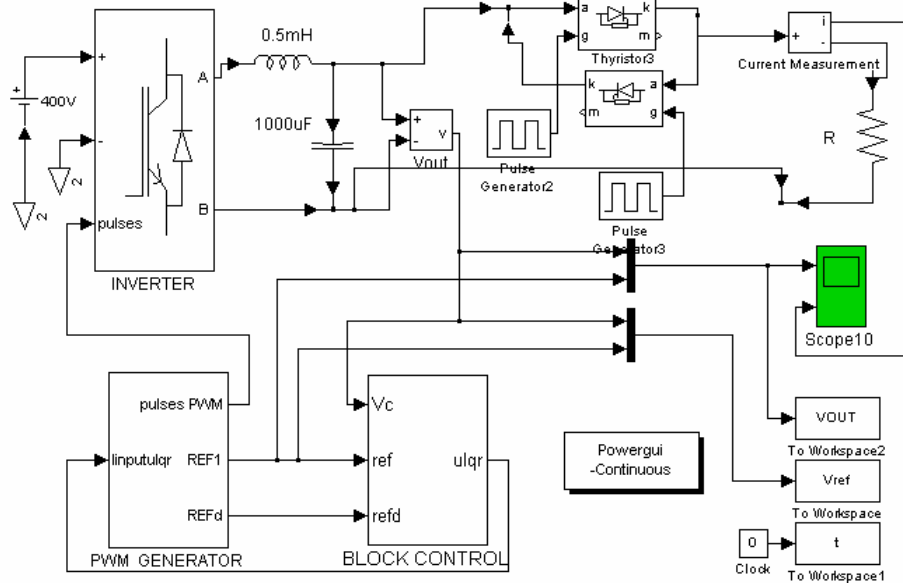 0.5mH
400V
+
-
2
2
pulses
A
B
INVERTER
1000uF
+
-
v
Vout
a
k
g
m
Thyristor3
k
a
m
g
Pulse
Generator2
Pulse
Generator3
+
i
-
Current Measurement
R
Scope10
pulses PWM
Iinputulqr
REF1
REFd
PWM GENERATOR
Vc
ref
ulqr
refd
BLOCK CONTROL
Powergui
-Continuous
VOUT
To Workspace2
Vref
To Workspace
0
Clock
t
To Workspace1